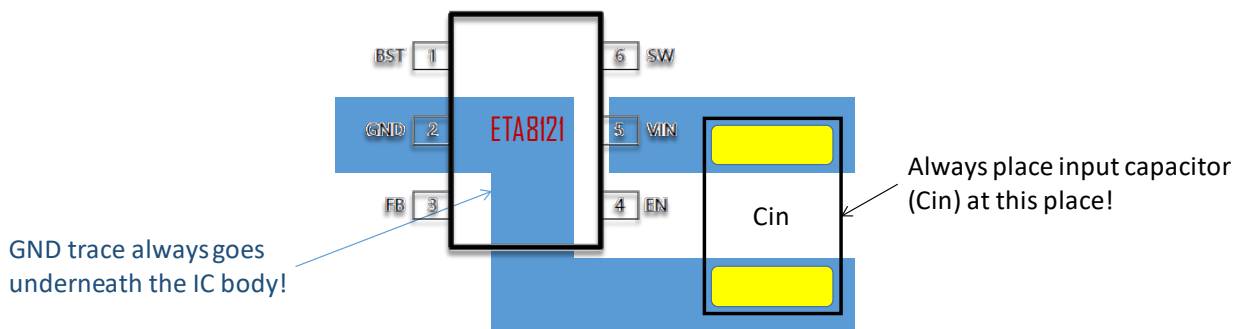 BST 1 6 SW
GND 2 ETA8121 5 VIN
FB 3 4 EN
Cin
Always place input capacitor
(Cin) at this place!
GND trace always goes
underneath the IC body!